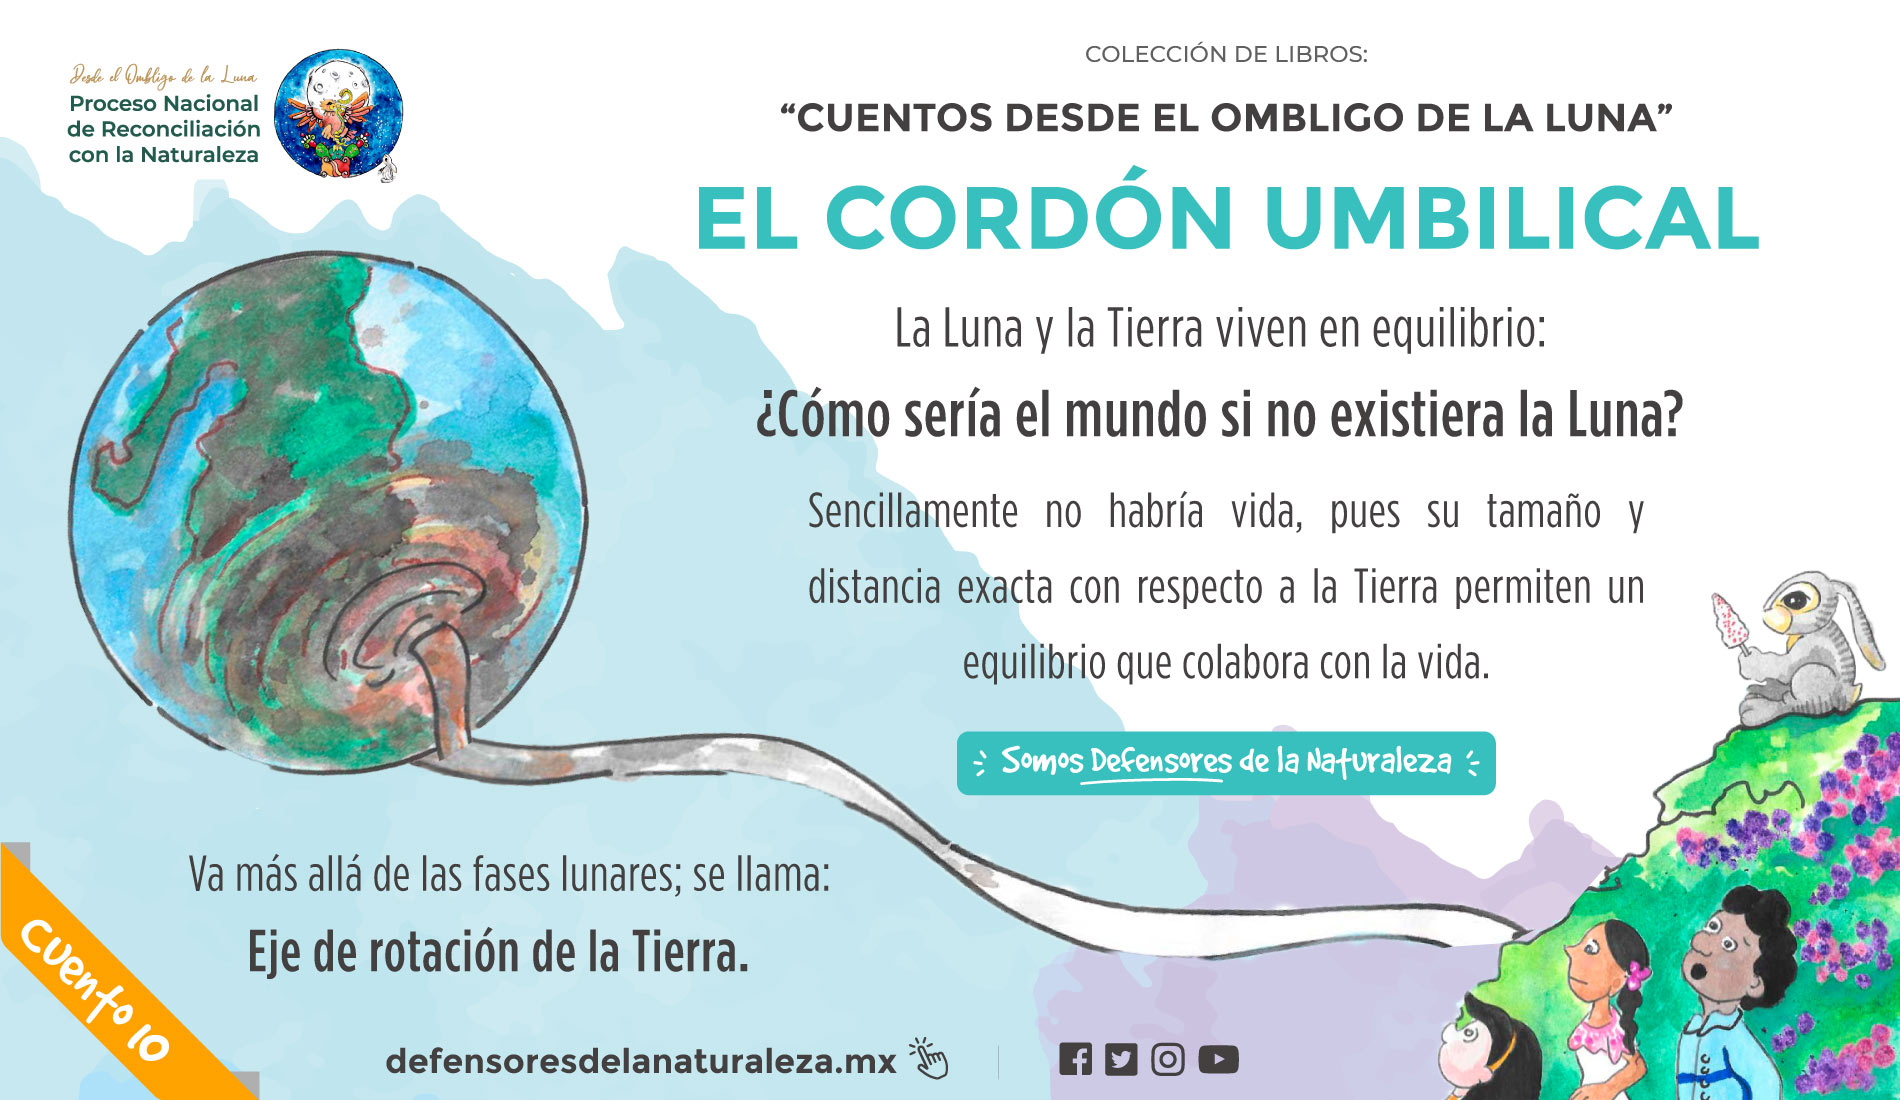 Desde el Ombligo de la Luna
Proceso Nacional
de Reconciliación
con la Naturaleza
COLECCIÓN DE LIBROS:
“CUENTOS DESDE EL OMBLIGO DE LA LUNA”
EL CORDÓN UMBILICAL
La Luna y la Tierra viven en equilibrio:
¿Cómo sería el mundo si no existiera la Luna?
Sencillamente no habría vida, pues su tamaño y
distancia exacta con respecto a la Tierra permiten un
equilibrio que colabora con la vida.
Somos Defensores de la Naturaleza
Va más allá de las fases lunares; se llama:
Eje de rotación de la Tierra.
Cuento 10
defensoresdelanaturaleza.mx